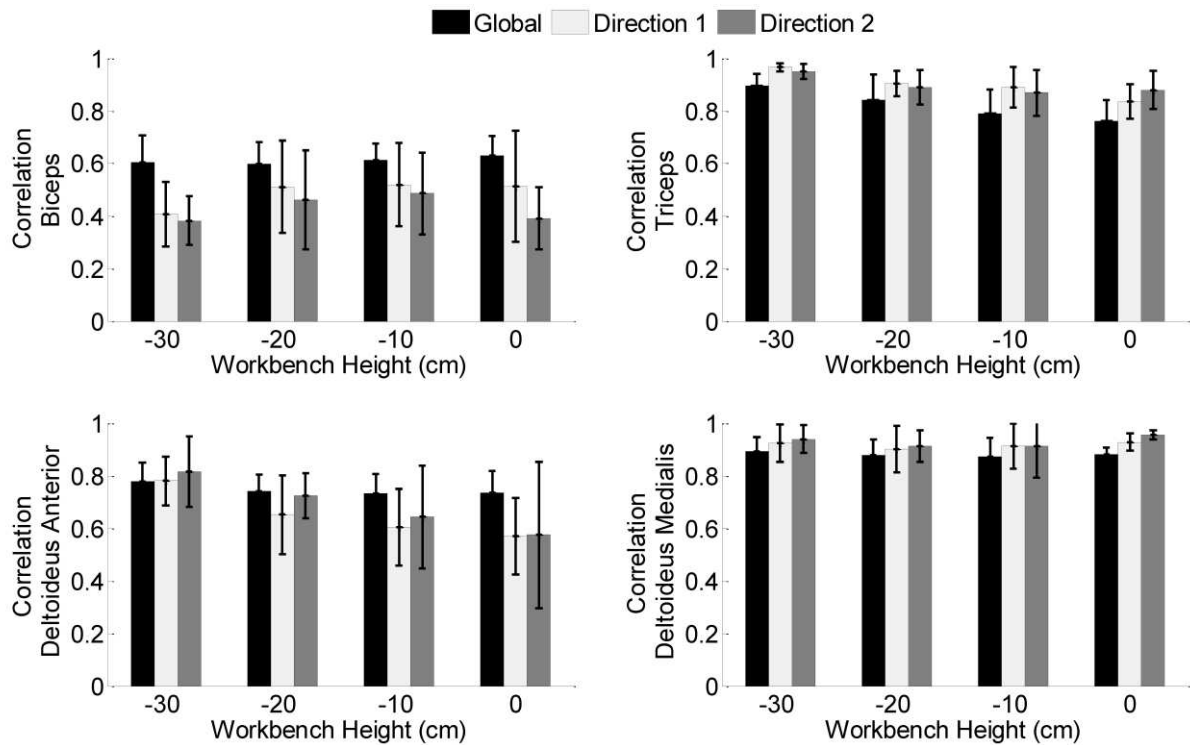 Global Direction 1 Direction 2
1
0.8
0.6
0.4
0.2
0
Correlation
Biceps
-30 -20 -10 0
Workbench Height (cm)
1
0.8
0.6
0.4
0.2
0
Correlation
Triceps
-30 -20 -10 0
Workbench Height (cm)
1
0.8
0.6
0.4
0.2
0
Correlation
Deltoideus Anterior
-30 -20 -10 0
Workbench Height (cm)
1
0.8
0.6
0.4
0.2
0
Correlation
Deltoideus Medialis
-30 -20 -10 0
Workbench Height (cm)